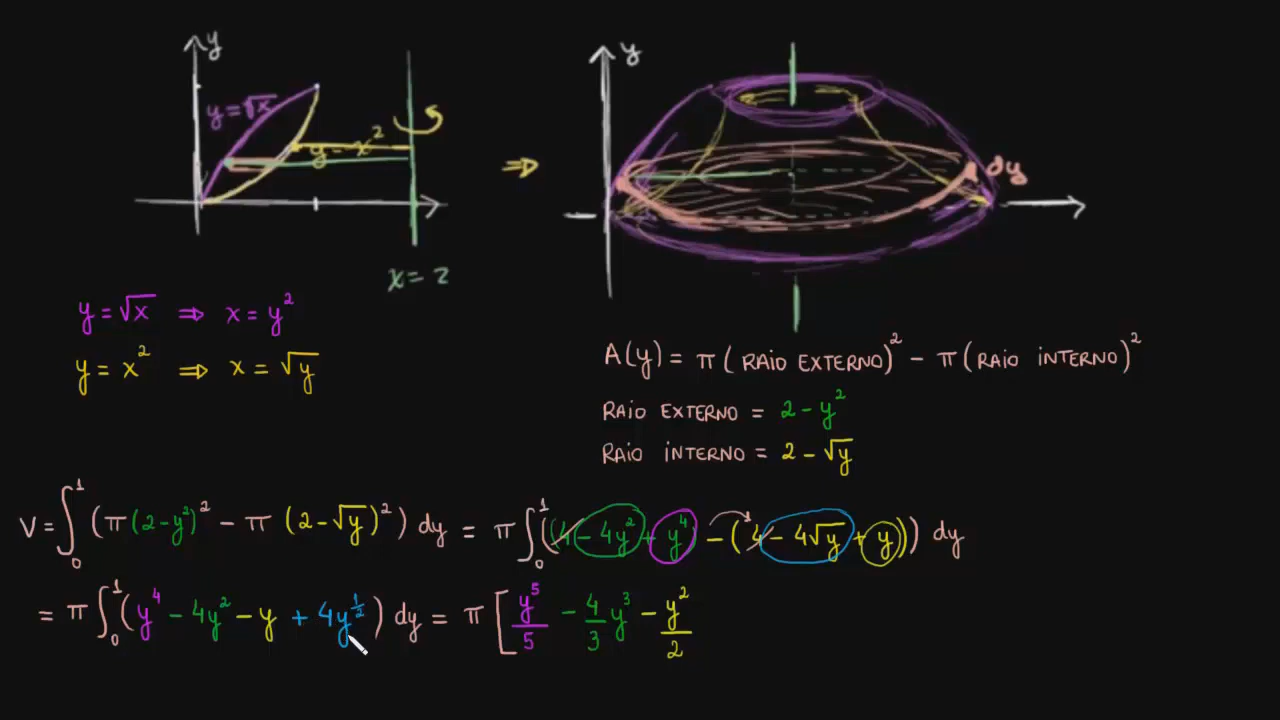 y
y = √x
y = x²
x = 2
⇒
y
dy
y = √x ⇒ x = y²
y = x² ⇒ x = √y
A(y) = π (RAIO EXTERNO)² − π (RAIO INTERNO)²
RAIO EXTERNO = 2 − y²
RAIO INTERNO = 2 − √y
V = ∫₀¹ (π (2 − y²)² − π (2 − √y)²) dy = π ∫₀¹ ((4 − 4y² + y⁴ − (4 − 4√y + y)) dy
= π ∫₀¹ (y⁴ − 4y² − y + 4y^½) dy = π [ y⁵/5 − 4/3 y³ − y²/2